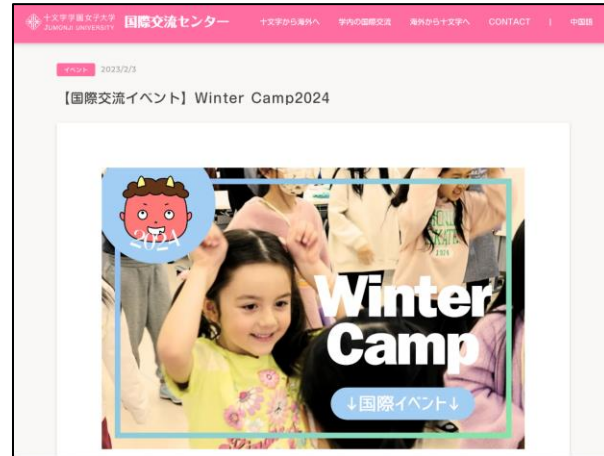 十文字学園女子大学
JUMONJI UNIVERSITY
国際交流センター
十文字から海外へ
学内の国際交流
海外から十文字へ
CONTACT
|
中国語
イベント
2023/2/3
【国際交流イベント】Winter Camp2024
2024
Winter
Camp
↓国際イベント↓